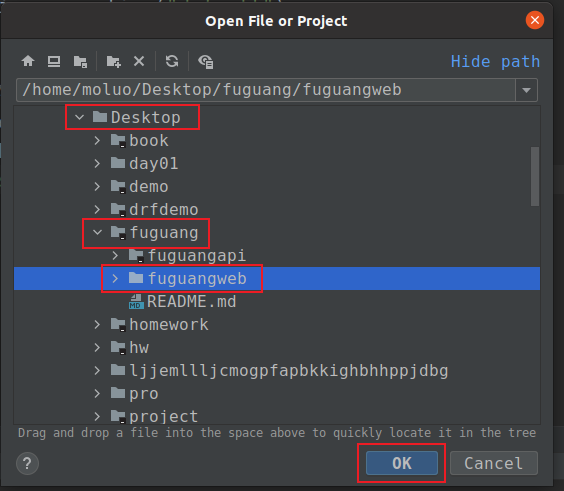 Open File or Project
Hide path
/home/moluo/Desktop/fuguang/fuguangweb
Desktop
book
day01
demo
drfdemo
fuguang
fuguangapi
fuguangweb
MD README.md
homework
hw
ljjemllljcmogpfapbkkighbhhppjdbg
pro
project
Drag and drop a file into the space above to quickly locate it in the tree
? OK Cancel